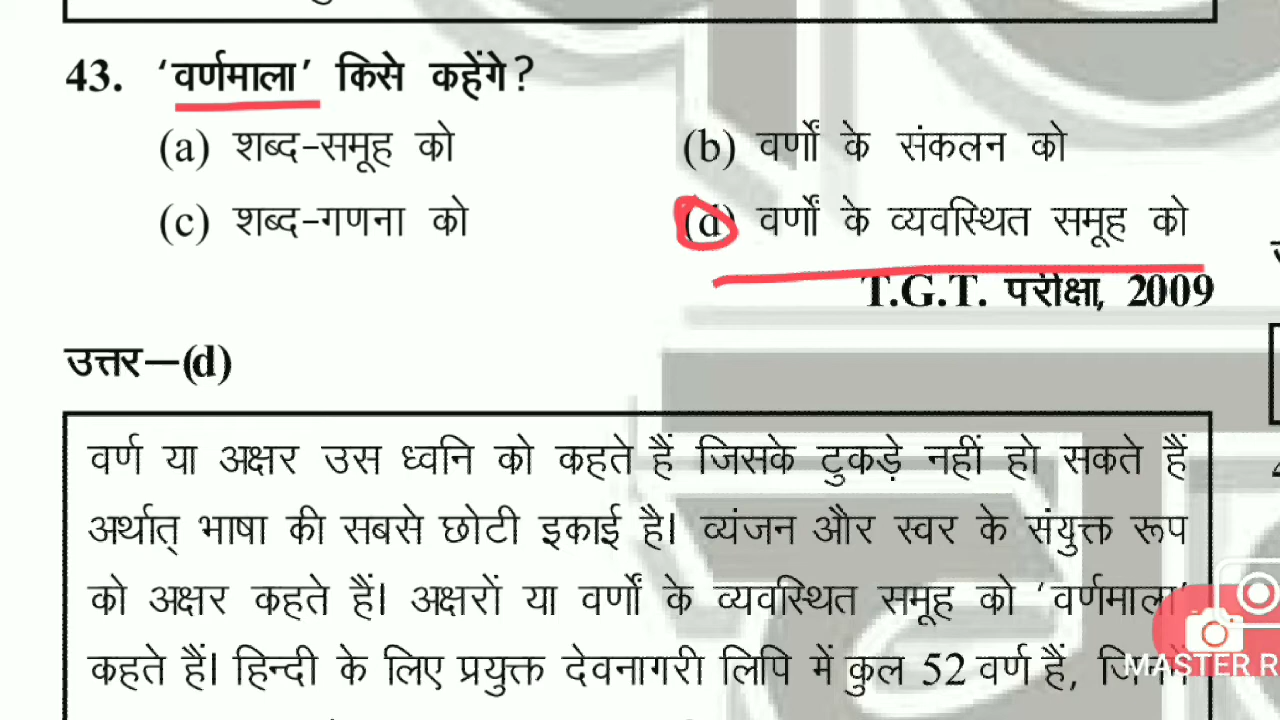 43. ‘वर्णमाला’ किसे कहेंगे?
(a) शब्द-समूह को (b) वर्णों के संकलन को
(c) शब्द-गणना को (d) वर्णों के व्यवस्थित समूह को
T.G.T. परीक्षा, 2009
उत्तर—(d)
वर्ण या अक्षर उस ध्वनि को कहते हैं जिसके टुकड़े नहीं हो सकते हैं
अर्थात् भाषा की सबसे छोटी इकाई है। व्यंजन और स्वर के संयुक्त रूप
को अक्षर कहते हैं। अक्षरों या वर्णों के व्यवस्थित समूह को ‘वर्णमाला’
कहते हैं। हिन्दी के लिए प्रयुक्त देवनागरी लिपि में कुल 52 वर्ण हैं,
MASTER R